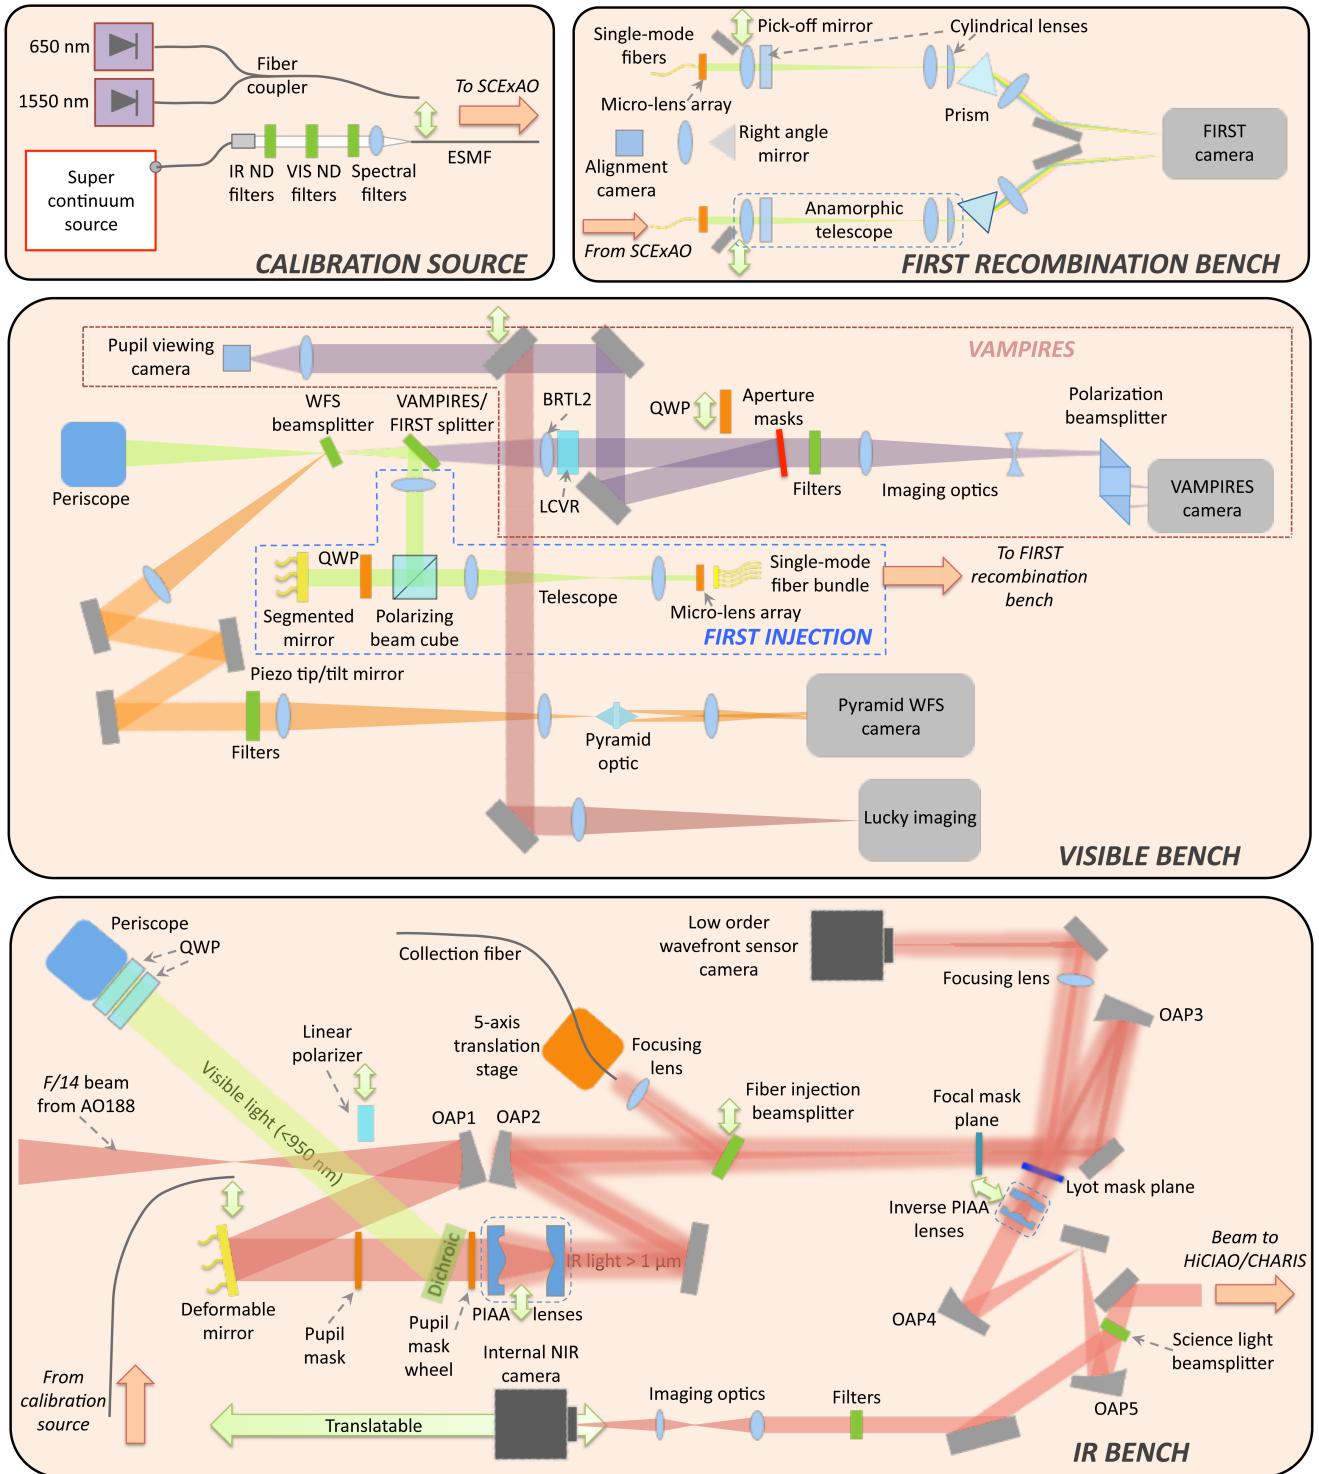 650 nm
1550 nm
Fiber
coupler
To SCExAO
Super
continuum
source
IR ND
filters
VIS ND
filters
Spectral
filters
ESMF
CALIBRATION SOURCE
Single-mode
fibers
Pick-off mirror
Cylindrical lenses
Micro-lens array
Prism
Right angle
mirror
Alignment
camera
FIRST
camera
Anamorphic
telescope
From SCExAO
FIRST RECOMBINATION BENCH
Pupil viewing
camera
VAMPIRES
WFS
beamsplitter
VAMPIRES/
FIRST splitter
BRTL2
QWP
Aperture
masks
Polarization
beamsplitter
Periscope
LCVR
Filters
Imaging optics
VAMPIRES
camera
QWP
Segmented
mirror
Polarizing
beam cube
Telescope
Single-mode
fiber bundle
Micro-lens array
FIRST INJECTION
To FIRST
recombination
bench
Piezo tip/tilt mirror
Filters
Pyramid
optic
Pyramid WFS
camera
Lucky imaging
VISIBLE BENCH
Periscope
QWP
Collection fiber
Low order
wavefront sensor
camera
Focusing lens
OAP3
5-axis
translation
stage
Focusing
lens
Linear
polarizer
Visible light (<950 nm)
F/14 beam
from AO188
OAP1
OAP2
Fiber injection
beamsplitter
Focal mask
plane
Lyot mask plane
Inverse PIAA
lenses
Dichroic
IR light > 1 μm
Deformable
mirror
Pupil
mask
Pupil
mask
wheel
PIAA lenses
OAP4
Beam to
HiCIAO/CHARIS
Science light
beamsplitter
OAP5
From
calibration
source
Internal NIR
camera
Translatable
Imaging optics
Filters
IR BENCH